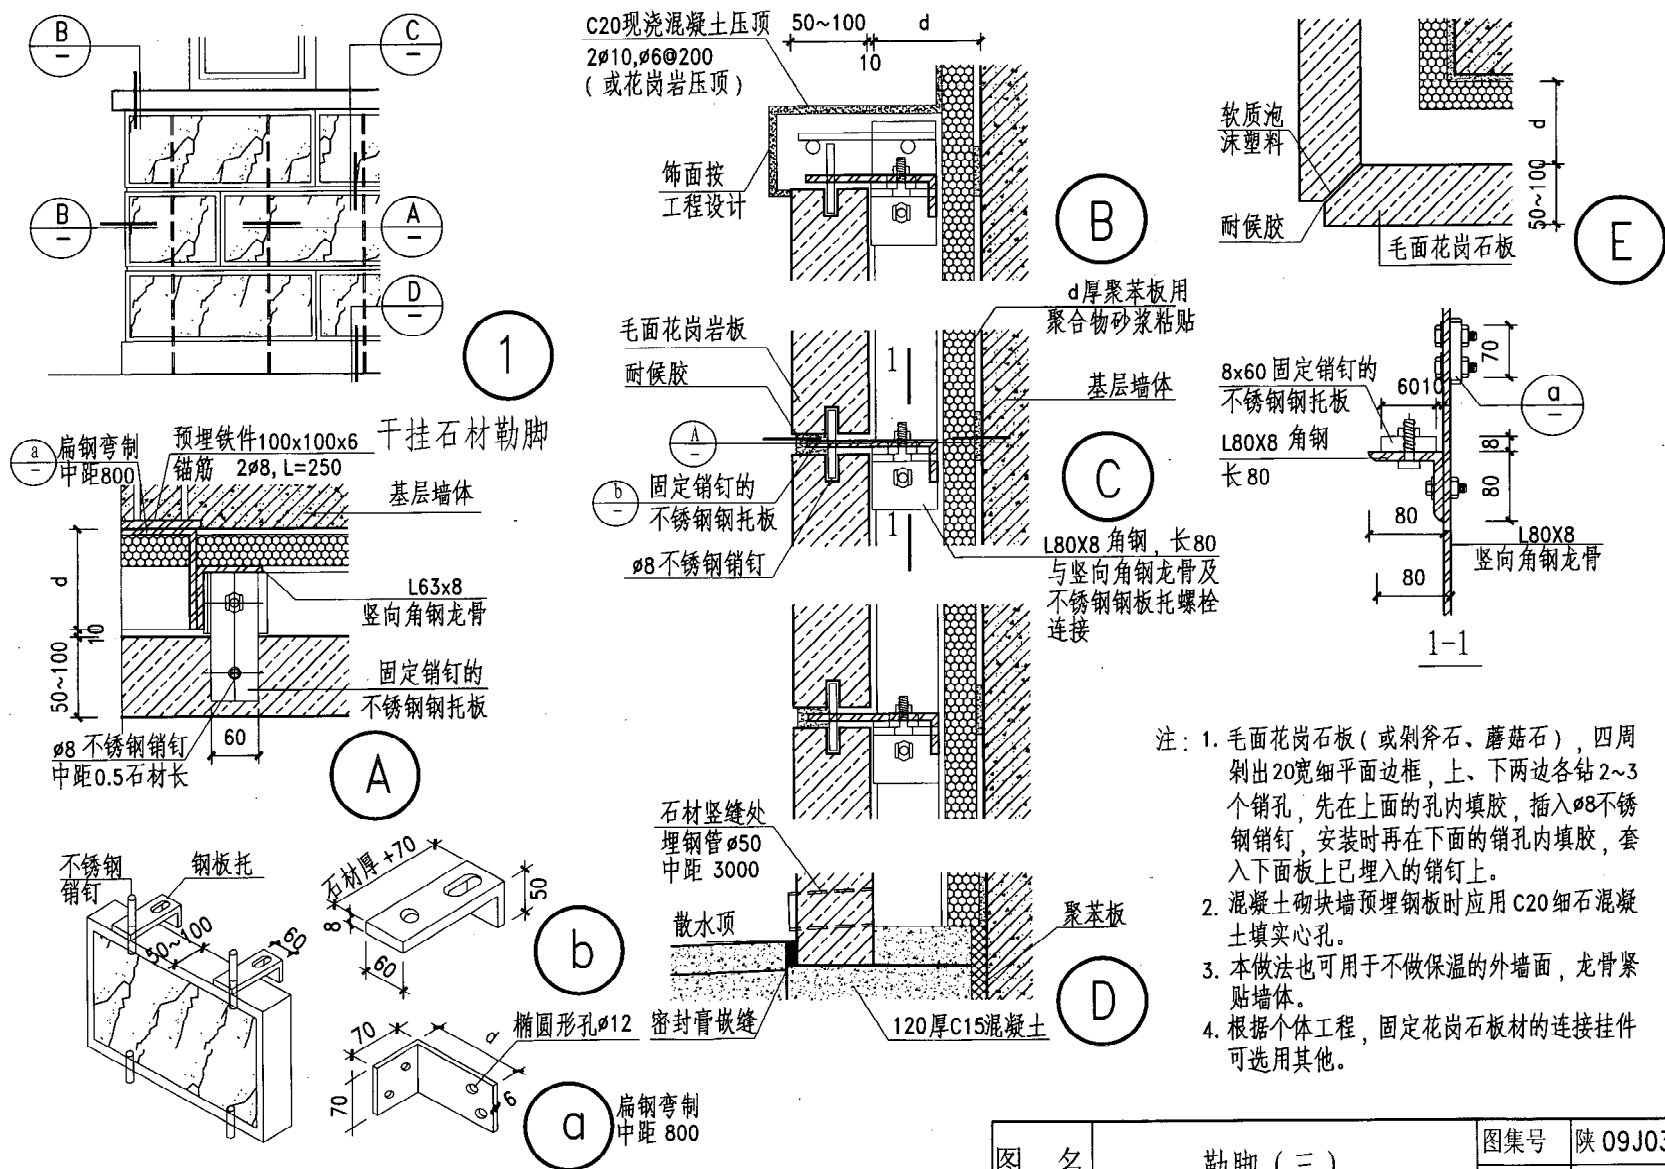 B
–
C
–
B
–
A
–
D
–
1
干挂石材勒脚
a
–
扁钢弯制
中距800
预埋铁件100x100x6
锚筋 2ø8, L=250
基层墙体
d
10
50~100
L63x8
竖向角钢龙骨
固定销钉的
不锈钢钢托板
ø8 不锈钢销钉
中距0.5石材长
60
A
不锈钢
销钉
钢板托
50~100
60
石材厚+70
50
8
60
b
70
d
椭圆形孔ø12
70
6
a
扁钢弯制
中距 800
C20现浇混凝土压顶
2ø10,ø6@200
(或花岗岩压顶)
50~100
d
10
饰面按
工程设计
B
d厚聚苯板用
聚合物砂浆粘贴
毛面花岗岩板
耐候胶
1
基层墙体
A
–
b
–
固定销钉的
不锈钢钢托板
ø8 不锈钢销钉
1
C
L80X8 角钢，长80
与竖向角钢龙骨及
不锈钢钢板托螺栓
连接
石材竖缝处
埋钢管ø50
中距 3000
散水顶
聚苯板
密封膏嵌缝
120厚C15混凝土
D
软质泡
沫塑料
耐候胶
d
50~100
毛面花岗石板
E
8x60 固定销钉的
不锈钢钢托板
60
10
70
a
–
L80X8 角钢
长 80
8
80
80
80
L80X8
竖向角钢龙骨
1-1
注：1. 毛面花岗石板(或剁斧石、蘑菇石)，四周
剁出20宽细平面边框，上、下两边各钻2~3
个销孔，先在上面的孔内填胶，插入ø8不锈
钢销钉，安装时再在下面的销孔内填胶，套
入下面板上已埋入的销钉上。
2. 混凝土砌块墙预埋钢板时应用 C20细石混凝
土填实心孔。
3. 本做法也可用于不做保温的外墙面，龙骨紧
贴墙体。
4. 根据个体工程，固定花岗石板材的连接挂件
可选用其他。
图 名
勒脚(三)
图集号
陕 09J03